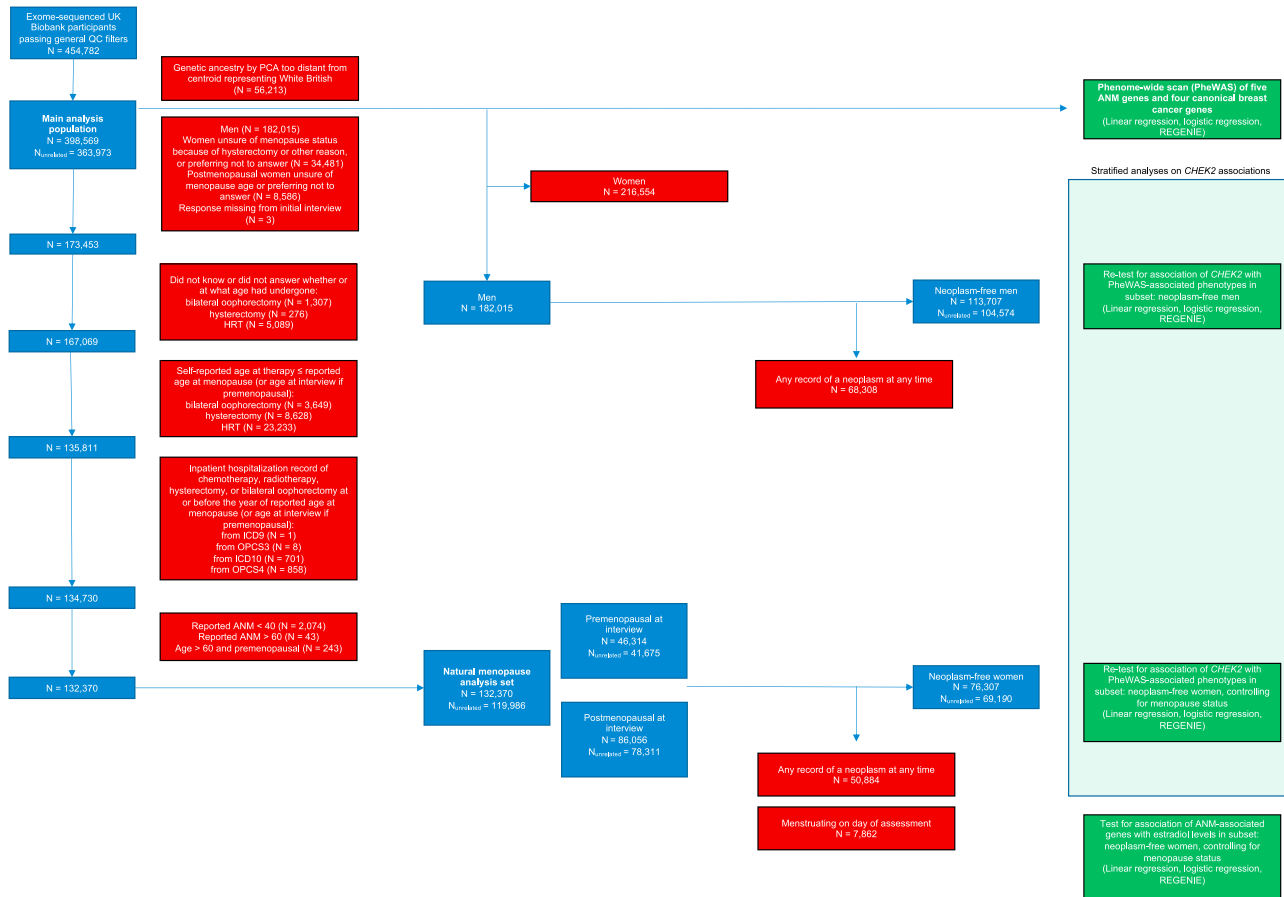 Exome-sequenced UK
Biobank participants
passing general QC filters
N = 454,782
Genetic ancestry by PCA too distant from
centroid representing White British
(N = 56,213)
Main analysis
population
N = 398,569
Nunrelated = 363,973
Phenome-wide scan (PheWAS) of five
ANM genes and four canonical breast
cancer genes
(Linear regression, logistic regression,
REGENIE)
Men (N = 182,015)
Women unsure of menopause status
because of hysterectomy or other reason,
or preferring not to answer (N = 34,481)
Postmenopausal women unsure of
menopause age or preferring not to
answer (N = 8,586)
Response missing from initial interview
(N = 3)
Women
N = 216,554
Stratified analyses on CHEK2 associations
N = 173,453
Did not know or did not answer whether or
at what age had undergone:
bilateral oophorectomy (N = 1,307)
hysterectomy (N = 276)
HRT (N = 5,089)
Men
N = 182,015
Neoplasm-free men
N = 113,707
Nunrelated = 104,574
Re-test for association of CHEK2 with
PheWAS-associated phenotypes in
subset: neoplasm-free men
(Linear regression, logistic regression,
REGENIE)
N = 167,069
Any record of a neoplasm at any time
N = 68,308
Self-reported age at therapy ≤ reported
age at menopause (or age at interview if
premenopausal):
bilateral oophorectomy (N = 3,649)
hysterectomy (N = 8,628)
HRT (N = 23,233)
N = 135,811
Inpatient hospitalization record of
chemotherapy, radiotherapy,
hysterectomy, or bilateral oophorectomy at
or before the year of reported age at
menopause (or age at interview if
premenopausal):
from ICD9 (N = 1)
from OPCS3 (N = 8)
from ICD10 (N = 701)
from OPCS4 (N = 858)
N = 134,730
Reported ANM < 40 (N = 2,074)
Reported ANM > 60 (N = 43)
Age > 60 and premenopausal (N = 243)
N = 132,370
Natural menopause
analysis set
N = 132,370
Nunrelated = 119,986
Premenopausal at
interview
N = 46,314
Nunrelated = 41,675
Postmenopausal at
interview
N = 86,056
Nunrelated = 78,311
Neoplasm-free women
N = 76,307
Nunrelated = 69,190
Re-test for association of CHEK2 with
PheWAS-associated phenotypes in
subset: neoplasm-free women, controlling
for menopause status
(Linear regression, logistic regression,
REGENIE)
Any record of a neoplasm at any time
N = 50,884
Menstruating on day of assessment
N = 7,862
Test for association of ANM-associated
genes with estradiol levels in subset:
neoplasm-free women, controlling for
menopause status
(Linear regression, logistic regression,
REGENIE)